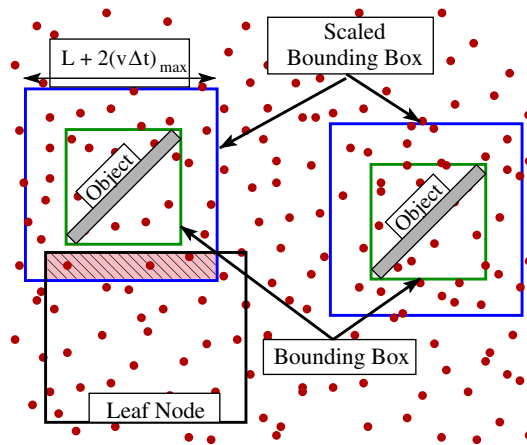 Scaled
Bounding Box
L + 2(vΔt)max
Object
Object
Bounding Box
Leaf Node